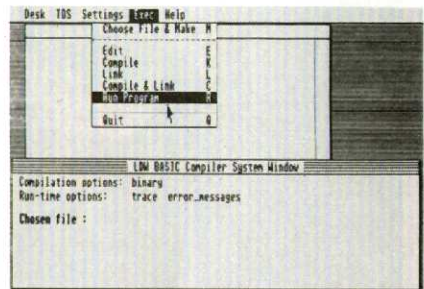 Desk TOS Settings Exec Help
Choose File & Make M
Edit E
Compile K
Link L
Compile & Link C
Run Program R
Quit Q
LDW BASIC Compiler System Window
Compilation options: binary
Run-time options: trace error_messages
Chosen file :